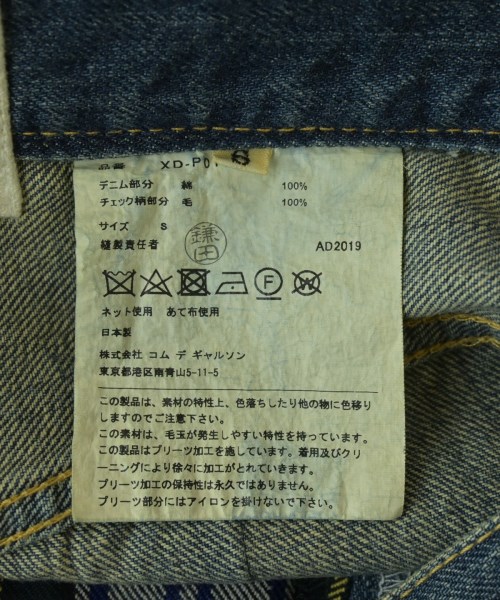 品番 XD-P01
デニム部分 綿 100%
チェック柄部分 毛 100%
サイズ S
縫製責任者 鎌田 AD2019
F W
ネット使用 あて布使用
日本製
株式会社 コム デ ギャルソン
東京都港区南青山5-11-5
この製品は、素材の特性上、色落ちしたり他の物に色移り
しますのでご注意下さい。
この素材は、毛玉が発生しやすい特性を持っています。
この製品はプリーツ加工を施しています。着用及びクリ
ーニングにより徐々に加工がとれていきます。
プリーツ加工の保持性は永久ではありません。
プリーツ部分にはアイロンを掛けないで下さい。